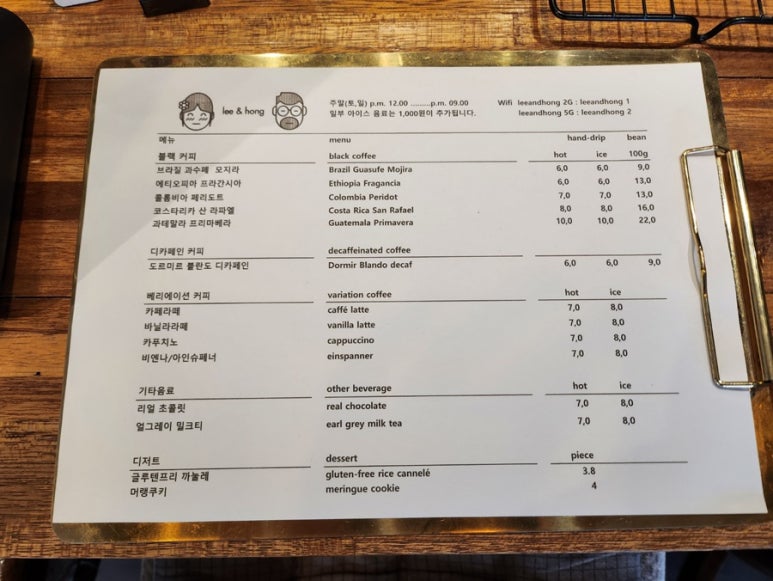 lee & hong
주말(토,일) p.m. 12.00 .........p.m. 09.00 Wifi leeandhong 2G : leeandhong 1
일부 아이스 음료는 1,000원이 추가됩니다. leeandhong 5G : leeandhong 2
메뉴 menu hand-drip bean
블랙 커피 black coffee hot ice 100g
브라질 과수페 모지라 Brazil Guasufe Mojira 6,0 6,0 9,0
에티오피아 프라간시아 Ethiopia Fragancia 6,0 6,0 13,0
콜롬비아 페리도트 Colombia Peridot 7,0 7,0 13,0
코스타리카 산 라파엘 Costa Rica San Rafael 8,0 8,0 16,0
과테말라 프리마베라 Guatemala Primavera 10,0 10,0 22,0
디카페인 커피 decaffeinated coffee
도르미르 블란도 디카페인 Dormir Blando decaf 6,0 6,0 9,0
베리에이션 커피 variation coffee hot ice
카페라떼 caffé latte 7,0 8,0
바닐라라떼 vanilla latte 7,0 8,0
카푸치노 cappuccino 7,0 8,0
비엔나/아인슈페너 einspanner 7,0 8,0
기타음료 other beverage hot ice
리얼 초콜릿 real chocolate 7,0 8,0
얼그레이 밀크티 earl grey milk tea 7,0 8,0
디저트 dessert piece
글루텐프리 까눌레 gluten-free rice cannelé 3.8
머랭쿠키 meringue cookie 4